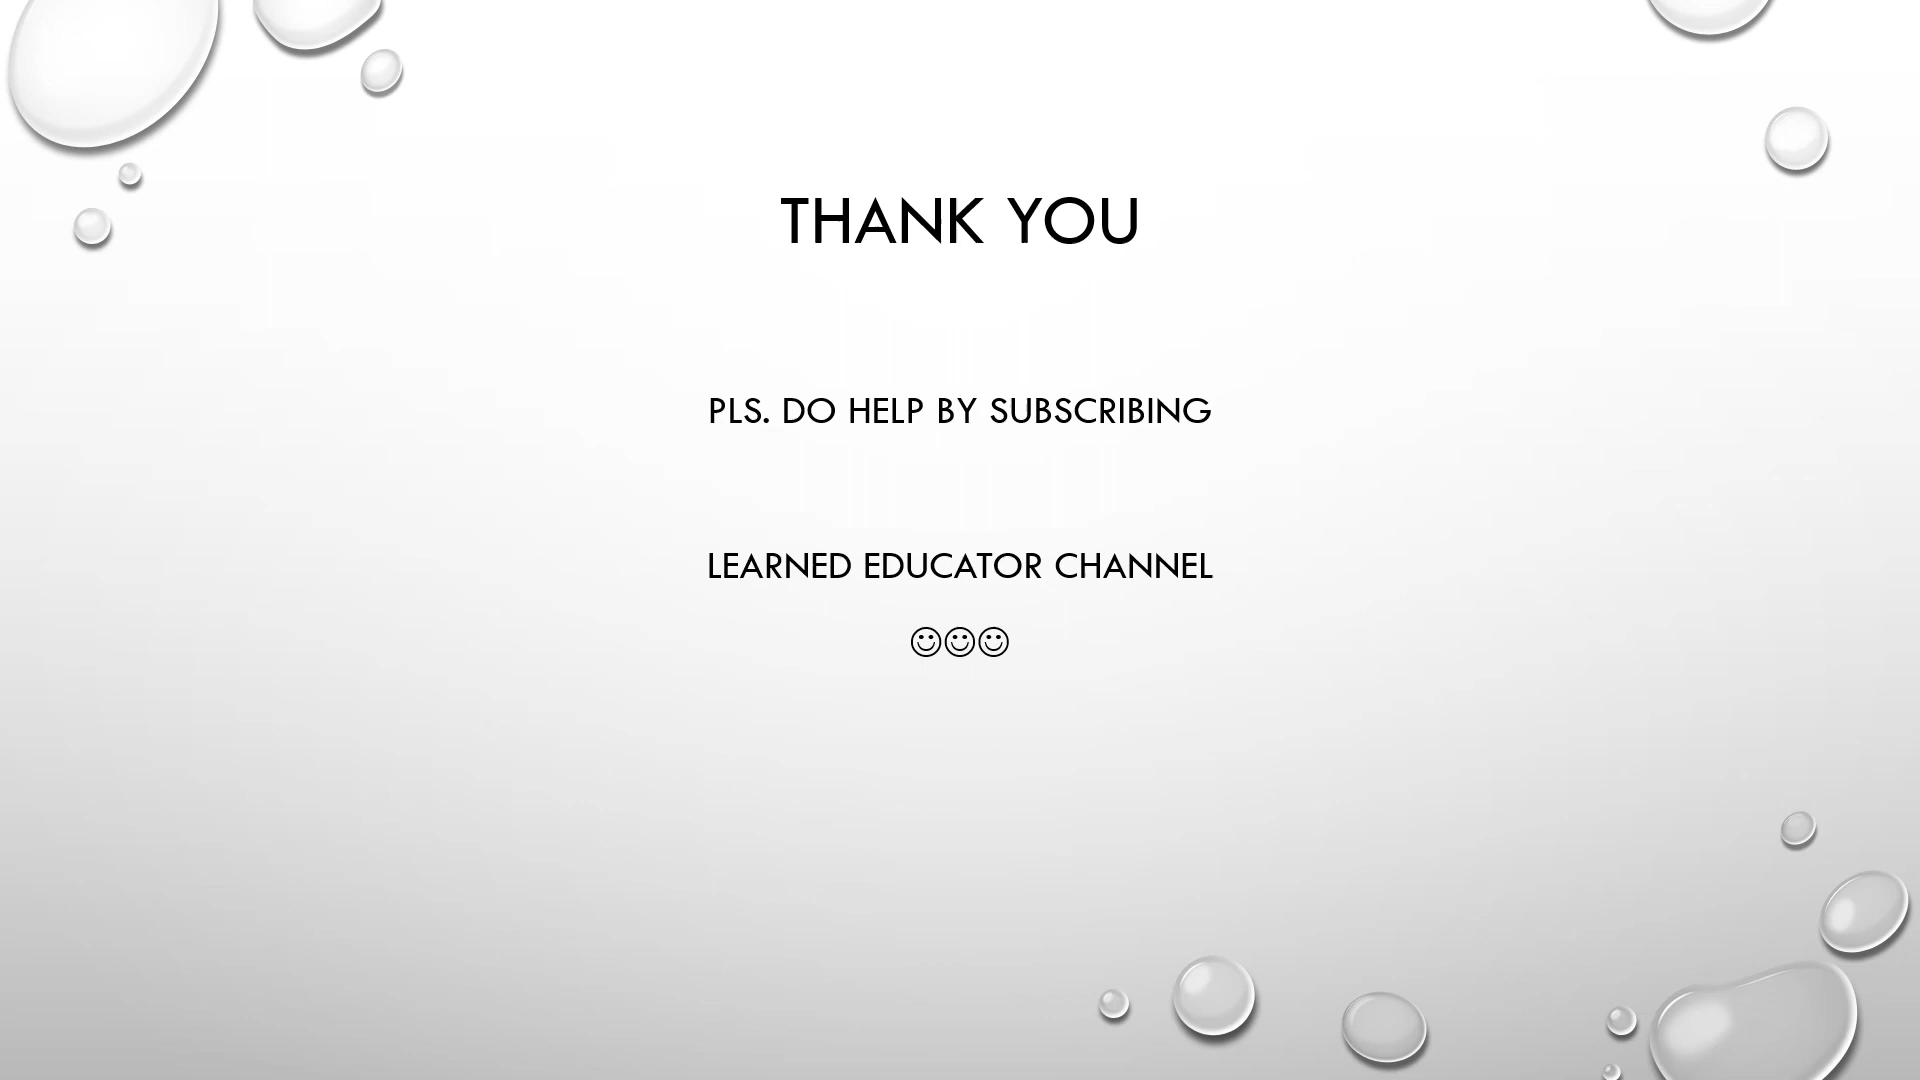 THANK YOU
PLS. DO HELP BY SUBSCRIBING
LEARNED EDUCATOR CHANNEL
☺☺☺